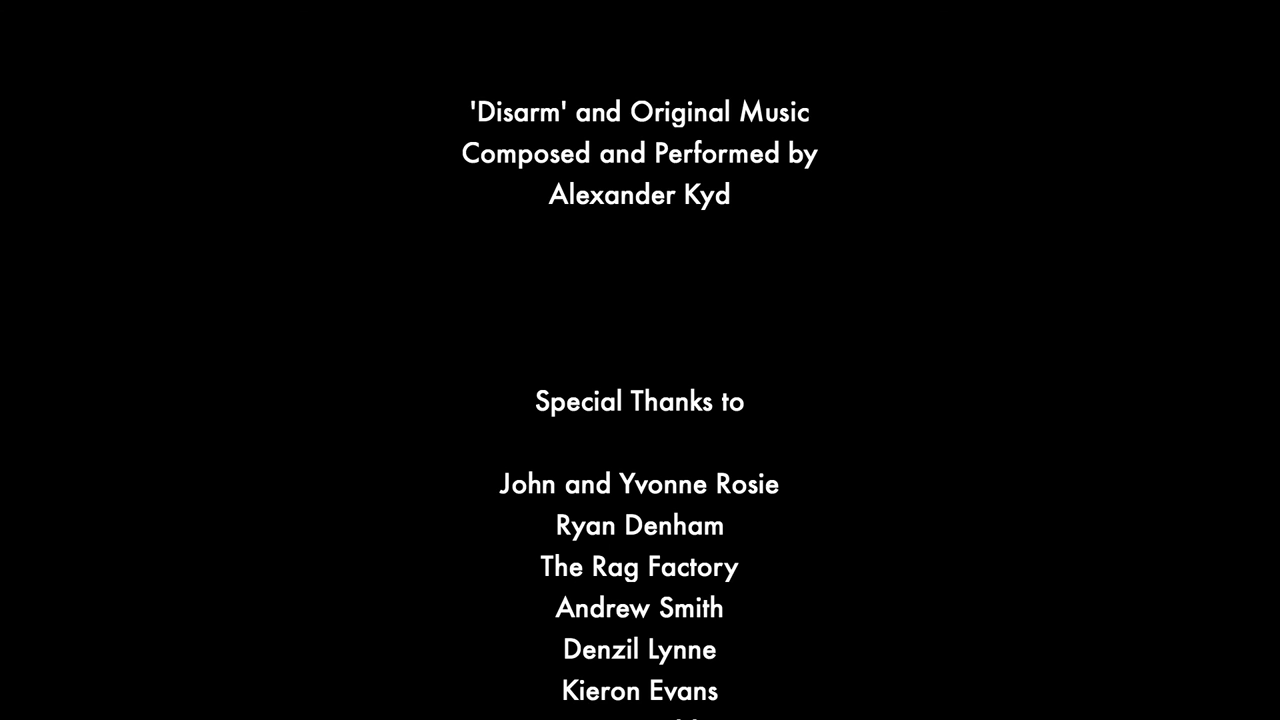 'Disarm' and Original Music
Composed and Performed by
Alexander Kyd
Special Thanks to
John and Yvonne Rosie
Ryan Denham
The Rag Factory
Andrew Smith
Denzil Lynne
Kieron Evans